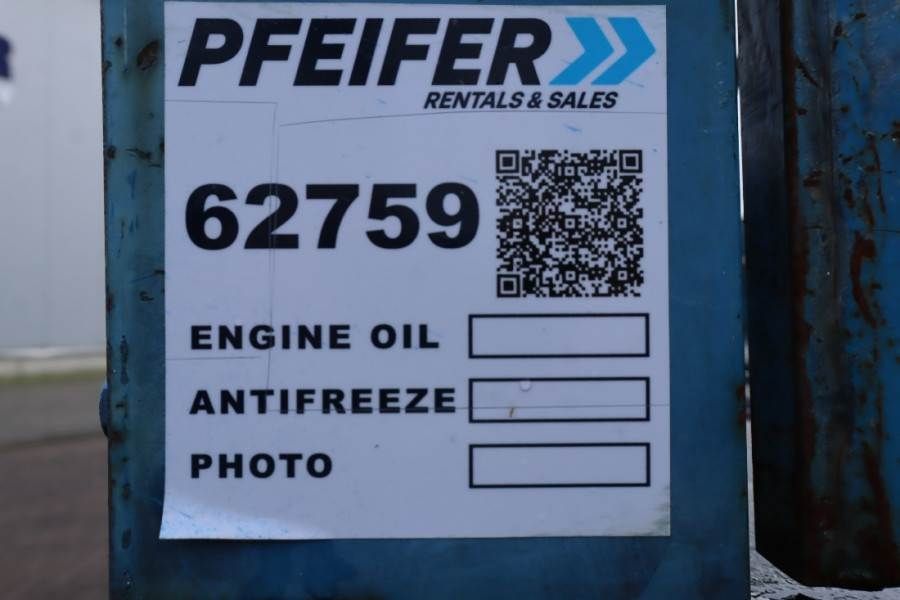 PFEIFER
RENTALS & SALES
62759
ENGINE OIL
ANTIFREEZE
PHOTO